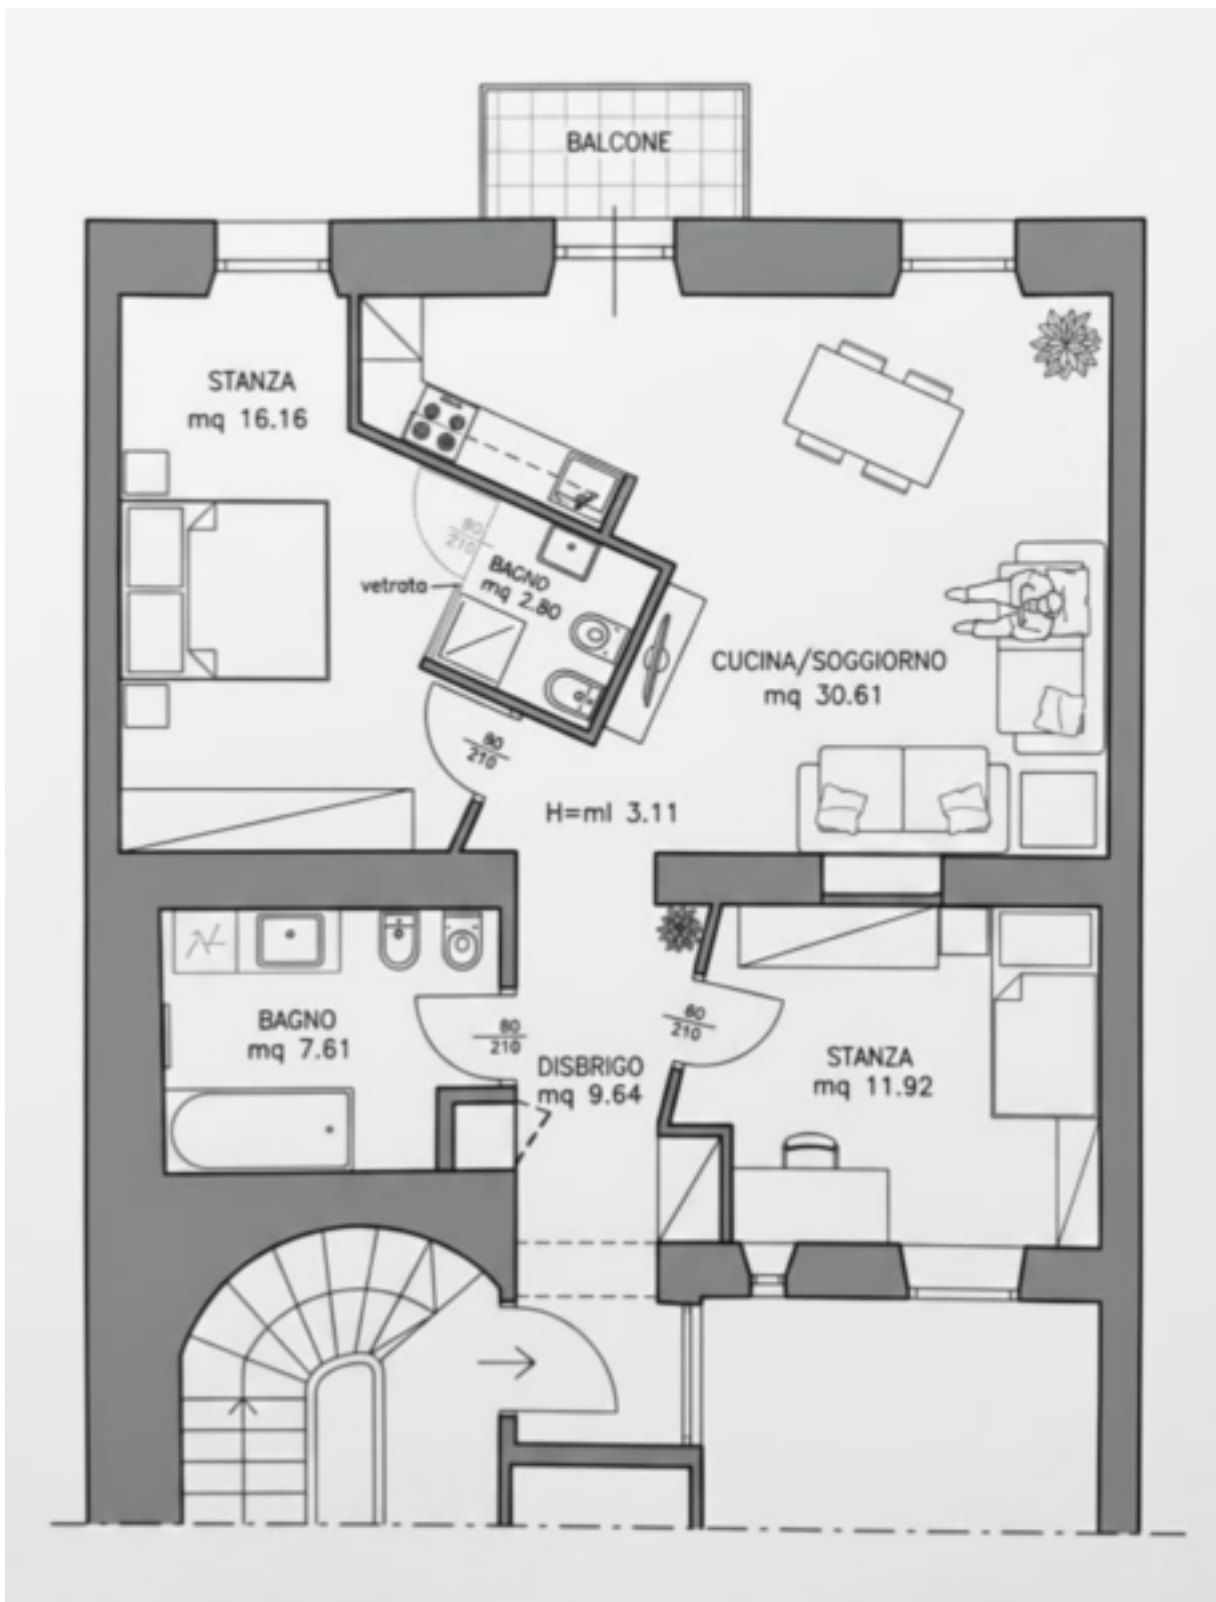 BALCONE
STANZA
mq 16.16
80
210
BAGNO
mq 2.80
vetrata
CUCINA/SOGGIORNO
mq 30.61
80
210
H=ml 3.11
BAGNO
mq 7.61
80
210
DISBRIGO
mq 9.64
80
210
STANZA
mq 11.92